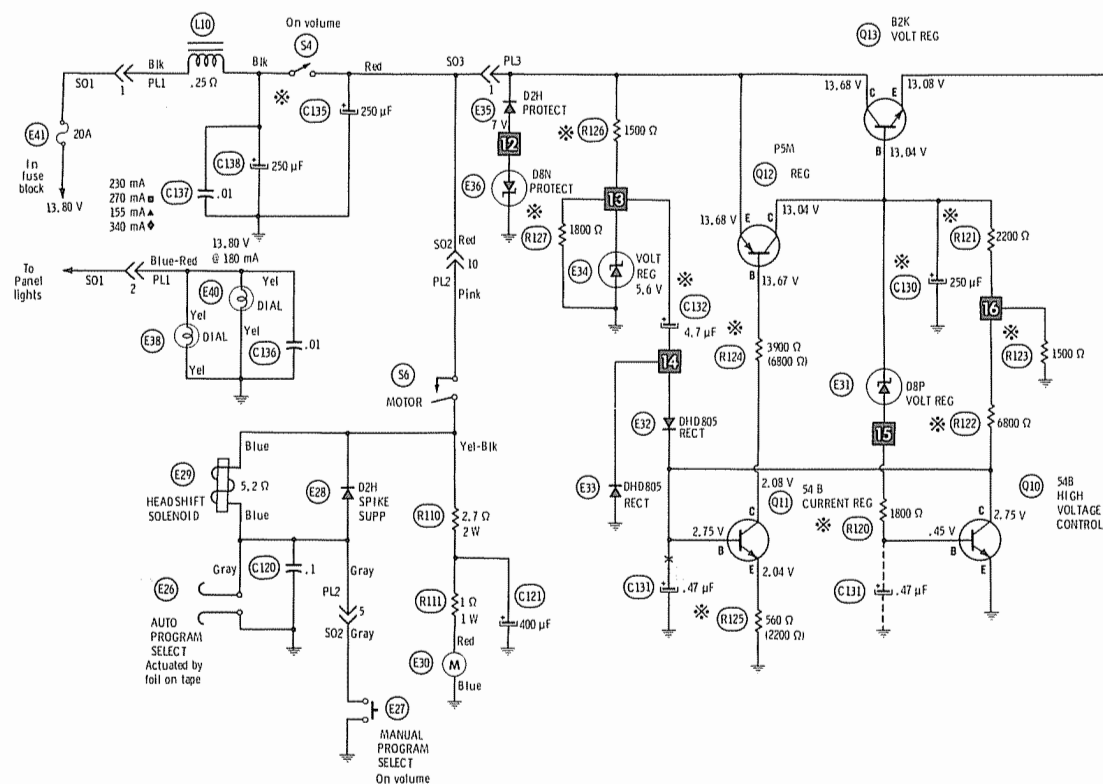 L10
On volume
S4
Q13
B2K
VOLT REG
Blk
SO1
1
PL1
.25 Ω
Blk
※
Red
SO3
PL3
1
13.68 V
C
E
13.08 V
B
13.04 V
E41
20A
In
fuse
block
13.80 V
C135
250 µF
C138
250 µF
C137
.01
230 mA
270 mA ■
155 mA ▲
340 mA ♦
E35
D2H
PROTECT
7 V
12
E36
D8N
PROTECT
※
R126
1500 Ω
13
※
R127
1800 Ω
E34
VOLT
REG
5.6 V
※
C132
4.7 µF
P5M
Q12
REG
13.68 V
E
C
13.04 V
B
13.67 V
※
R121
2200 Ω
※
C130
250 µF
16
※
R123
1500 Ω
To
Panel
lights
SO1
2
Blue-Red
PL1
13.80 V
@ 180 mA
Yel
E40
DIAL
Yel
E38
DIAL
Yel
Yel
C136
.01
SO2
Red
10
PL2
Pink
S6
MOTOR
14
※
R124
3900 Ω
(6800 Ω)
E31
D8P
VOLT REG
15
※
R122
6800 Ω
E32
DHD805
RECT
E33
DHD805
RECT
Blue
E29
HEADSHIFT
SOLENOID
5.2 Ω
Blue
E28
D2H
SPIKE
SUPP
Yel-Blk
R110
2.7 Ω
2 W
Gray
C120
.1
Gray
PL2
5
SO2
Gray
E26
AUTO
PROGRAM
SELECT
Actuated by
foil on tape
R111
1 Ω
1 W
C121
400 µF
Red
E30
M
Blue
E27
MANUAL
PROGRAM
SELECT
On volume
2.08 V
C
Q11
54 B
CURRENT REG
2.75 V
B
E
2.04 V
C131
.47 µF
※
R125
560 Ω
(2200 Ω)
※
R120
1800 Ω
.45 V
B
C
2.75 V
E
C131
.47 µF
Q10
54B
HIGH
VOLTAGE
CONTROL